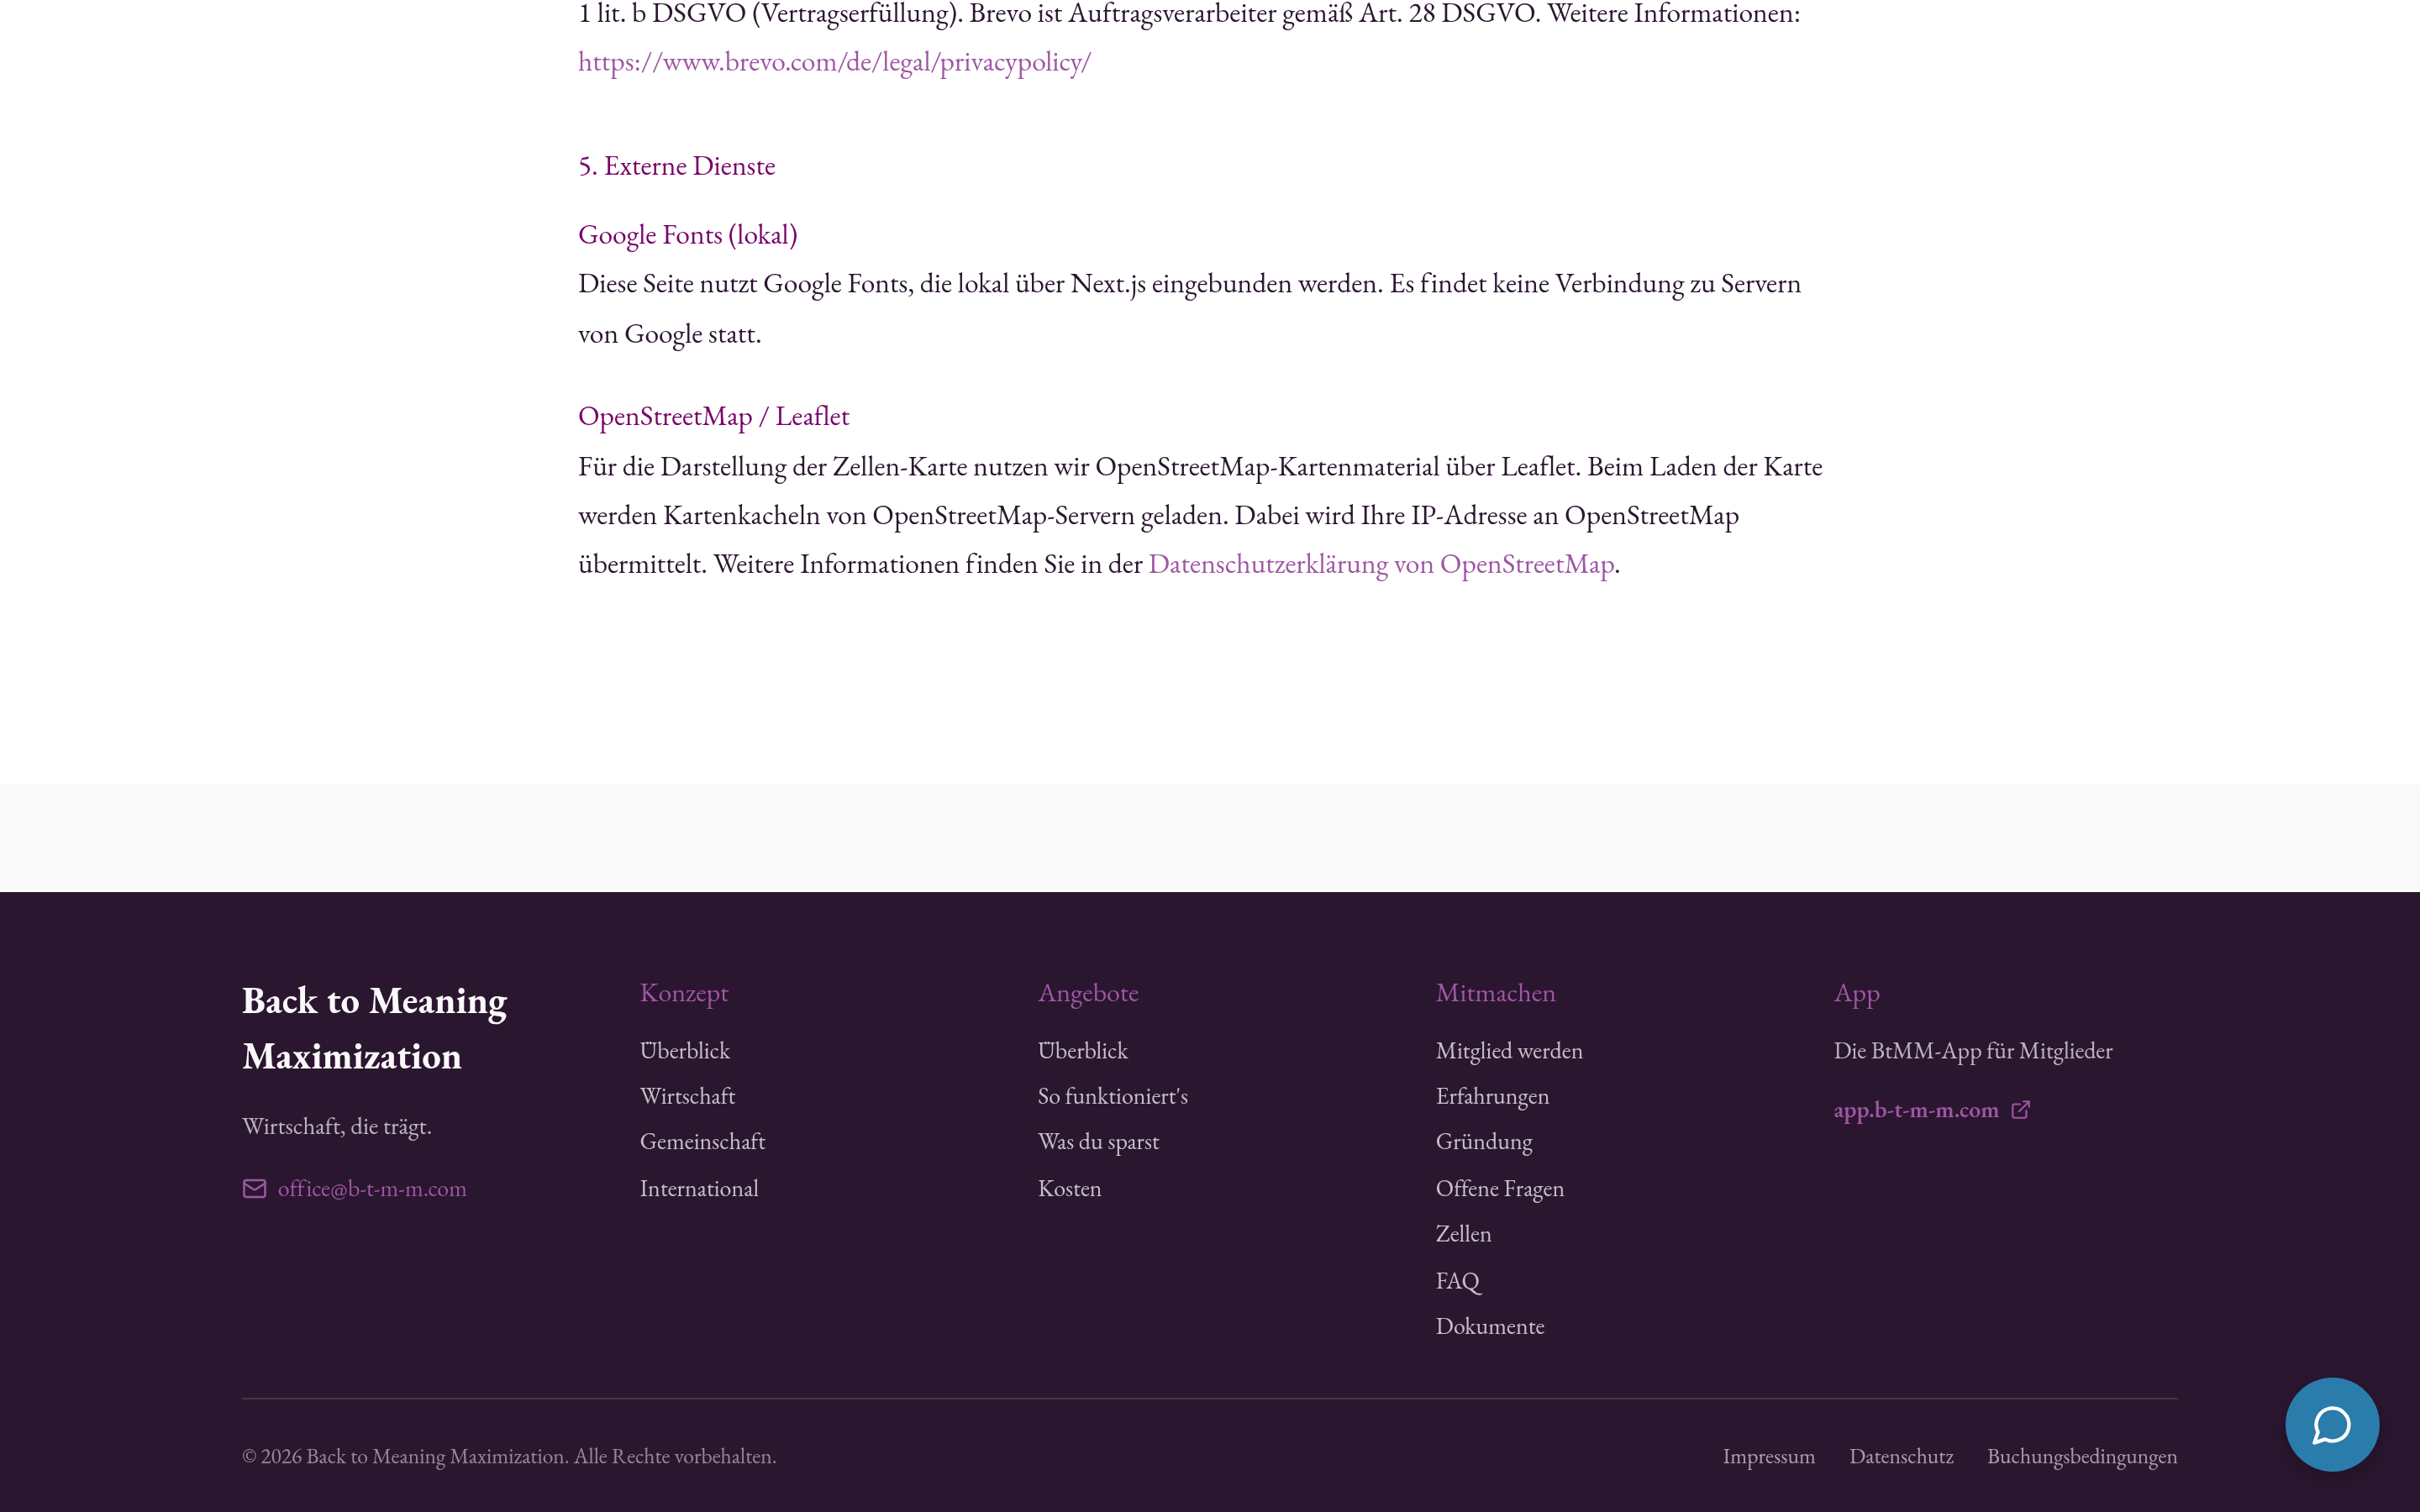 1 lit. b DSGVO (Vertragserfüllung). Brevo ist Auftragsverarbeiter gemäß Art. 28 DSGVO. Weitere Informationen:
https://www.brevo.com/de/legal/privacypolicy/
5. Externe Dienste
Google Fonts (lokal)
Diese Seite nutzt Google Fonts, die lokal über Next.js eingebunden werden. Es findet keine Verbindung zu Servern
von Google statt.
OpenStreetMap / Leaflet
Für die Darstellung der Zellen-Karte nutzen wir OpenStreetMap-Kartenmaterial über Leaflet. Beim Laden der Karte
werden Kartenkacheln von OpenStreetMap-Servern geladen. Dabei wird Ihre IP-Adresse an OpenStreetMap
übermittelt. Weitere Informationen finden Sie in der Datenschutzerklärung von OpenStreetMap.
Back to Meaning
Maximization
Wirtschaft, die trägt.
office@b-t-m-m.com
Konzept
Überblick
Wirtschaft
Gemeinschaft
International
Angebote
Überblick
So funktioniert's
Was du sparst
Kosten
Mitmachen
Mitglied werden
Erfahrungen
Gründung
Offene Fragen
Zellen
FAQ
Dokumente
App
Die BtMM-App für Mitglieder
app.b-t-m-m.com
© 2026 Back to Meaning Maximization. Alle Rechte vorbehalten.
Impressum
Datenschutz
Buchungsbedingungen